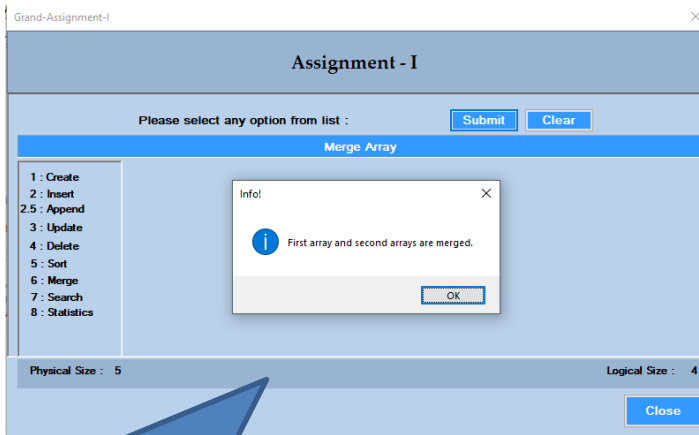 Grand-Assignment-I
Assignment - I
Please select any option from list :
Submit
Clear
Merge Array
1 : Create
2 : Insert
2.5 : Append
3 : Update
4 : Delete
5 : Sort
6 : Merge
7 : Search
8 : Statistics
Info!
First array and second arrays are merged.
OK
Physical Size : 5
Logical Size : 4
Close